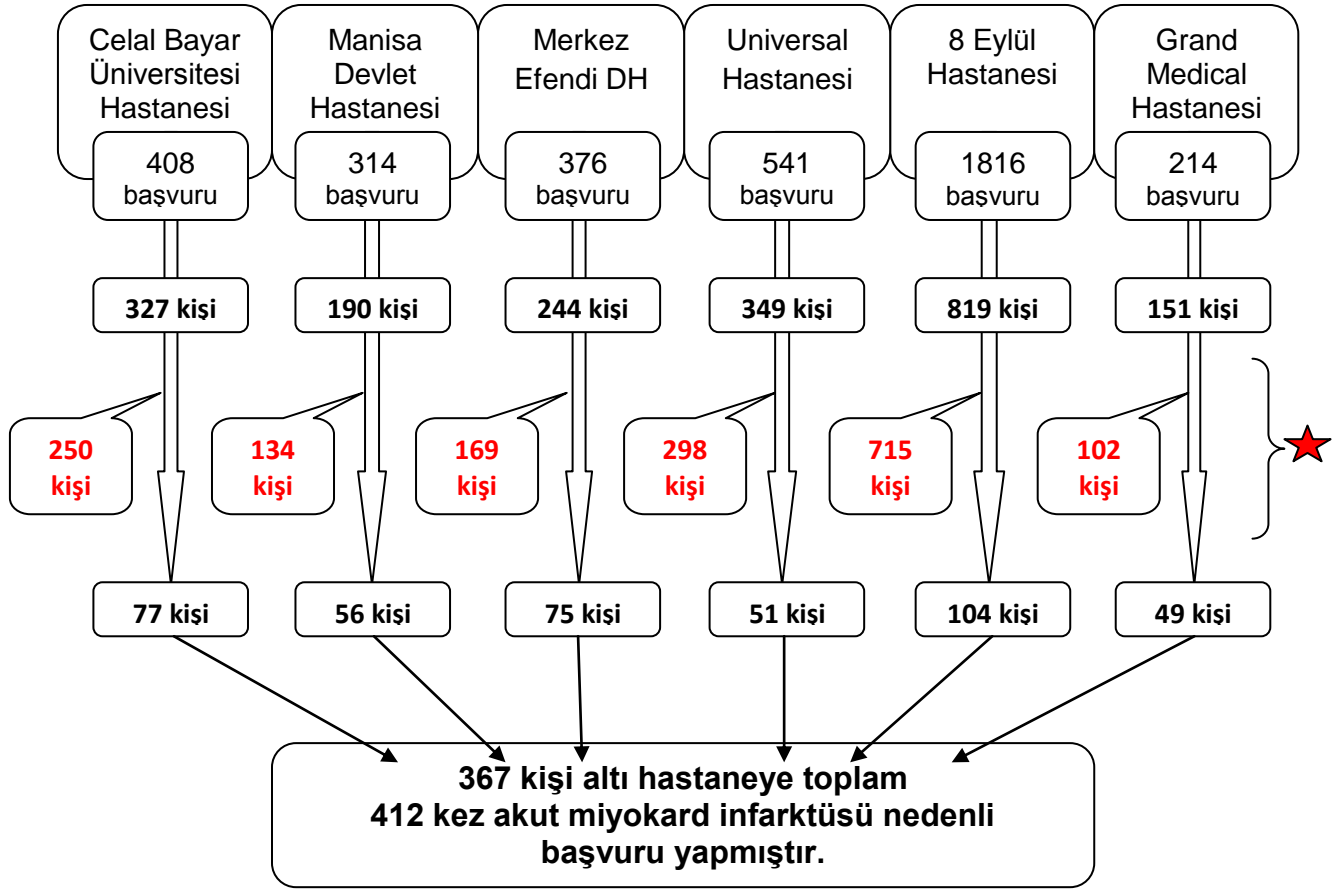 Celal Bayar
Üniversitesi
Hastanesi
408
başvuru
Manisa
Devlet
Hastanesi
314
başvuru
Merkez
Efendi DH
376
başvuru
Universal
Hastanesi
541
başvuru
8 Eylül
Hastanesi
1816
başvuru
Grand
Medical
Hastanesi
214
başvuru
327 kişi
190 kişi
244 kişi
349 kişi
819 kişi
151 kişi
250
kişi
134
kişi
169
kişi
298
kişi
715
kişi
102
kişi
77 kişi
56 kişi
75 kişi
51 kişi
104 kişi
49 kişi
367 kişi altı hastaneye toplam
412 kez akut miyokard infarktüsü nedenli
başvuru yapmıştır.